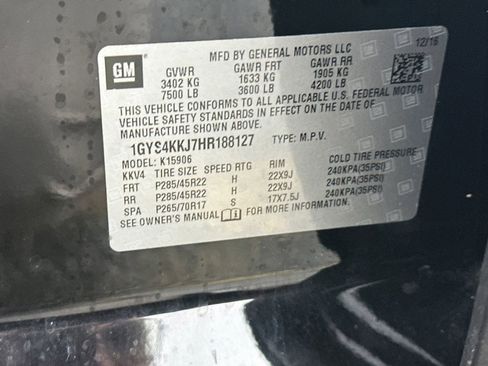 MFD BY GENERAL MOTORS LLC 12/16
GM GVWR GAWR FRT GAWR RR
3402 KG 1633 KG 1905 KG
7500 LB 3600 LB 4200 LB
THIS VEHICLE CONFORMS TO ALL APPLICABLE U.S. FEDERAL MOTOR
VEHICLE SAFETY STANDARDS IN EFFECT ON THE DATE OF
MANUFACTURE SHOWN ABOVE.
1GYS4KKJ7HR188127 TYPE: M.P.V.
MODEL: K15906
KKV4 TIRE SIZE SPEED RTG RIM COLD TIRE PRESSURE
FRT P285/45R22 H 22X9J 240KPA(35PSI)
RR P285/45R22 H 22X9J 240KPA(35PSI)
SPA P265/70R17 S 17X7.5J 240KPA(35PSI)
SEE OWNER'S MANUAL FOR MORE INFORMATION.